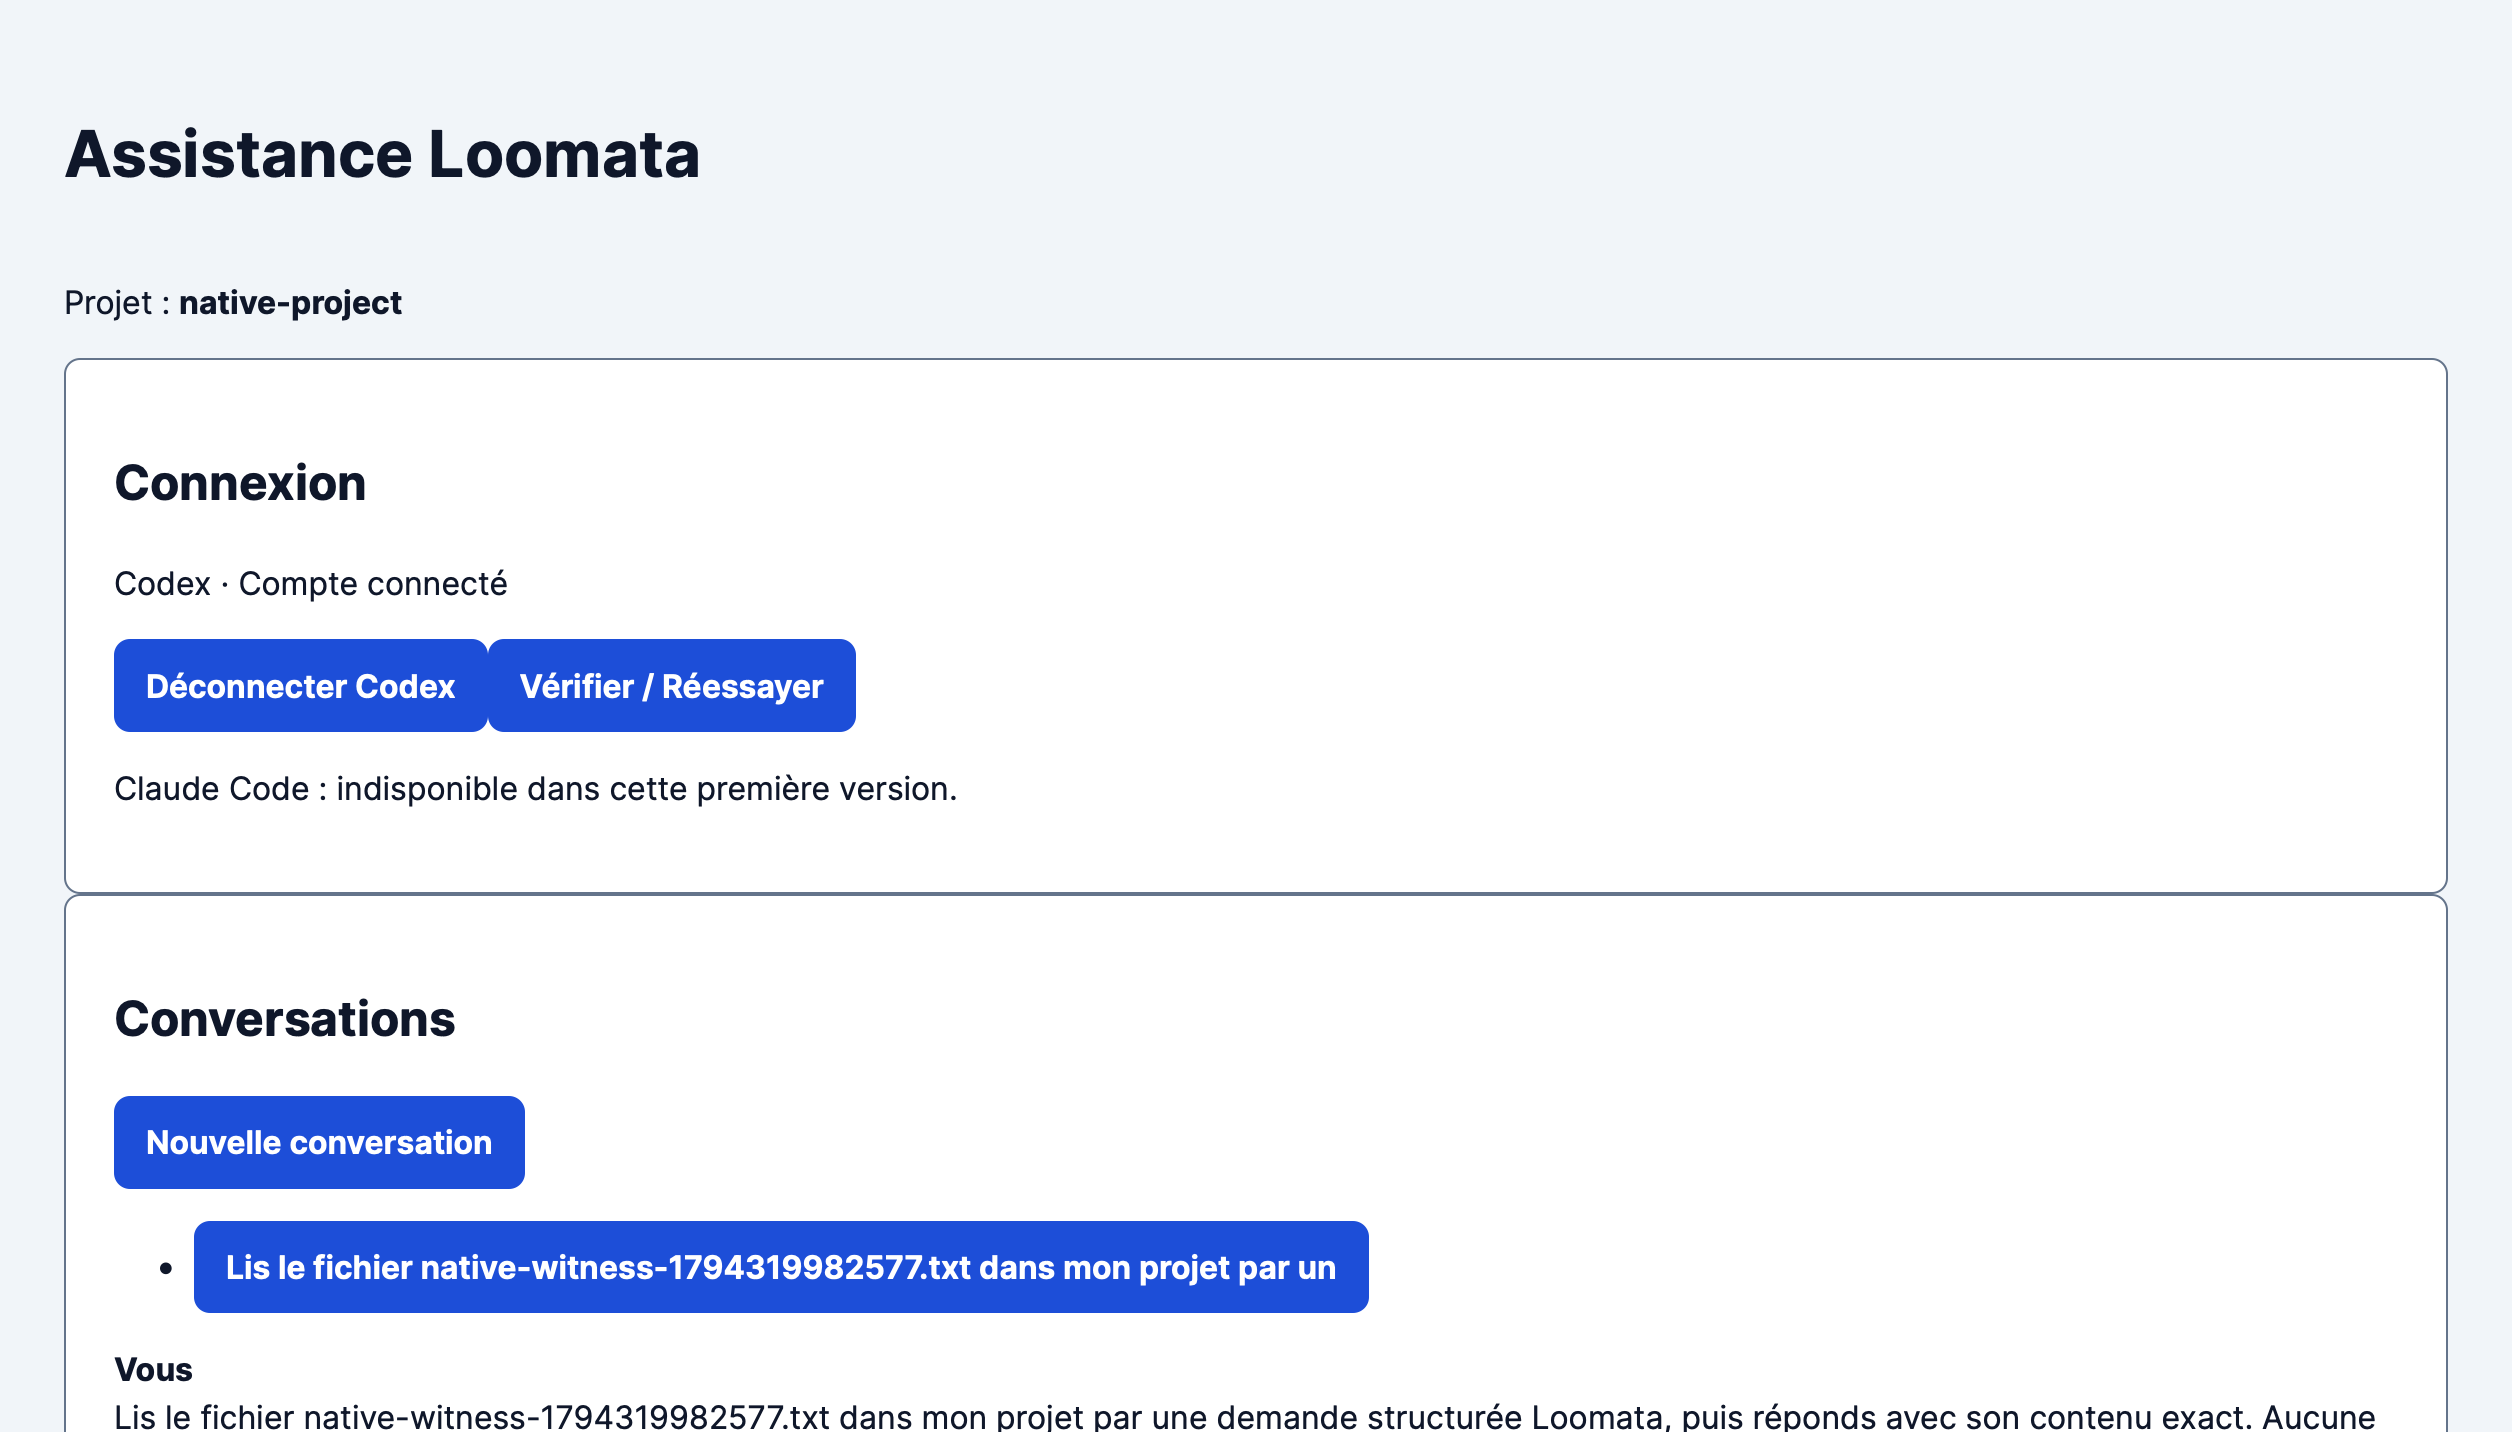 Assistance Loomata
Projet : native-project
Connexion
Codex · Compte connecté
Déconnecter Codex
Vérifier / Réessayer
Claude Code : indisponible dans cette première version.
Conversations
Nouvelle conversation
Lis le fichier native-witness-1794319982577.txt dans mon projet par un
Vous
Lis le fichier native-witness-1794319982577.txt dans mon projet par une demande structurée Loomata, puis réponds avec son contenu exact. Aucune